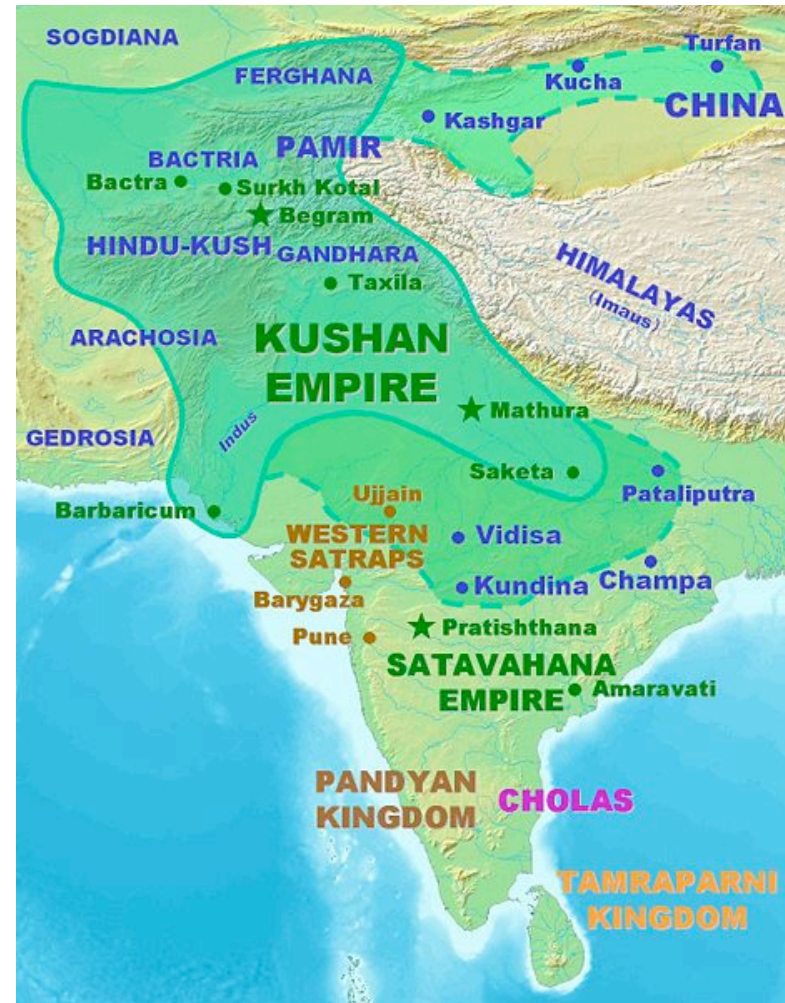 SOGDIANA
Turfan
FERGHANA
Kucha
CHINA
Kashgar
PAMIR
BACTRIA
Bactra
Surkh Kotal
Begram
HINDU-KUSH
GANDHARA
HIMALAYAS
(Imaus)
Taxila
ARACHOSIA
KUSHAN
EMPIRE
Mathura
Indus
GEDROSIA
Saketa
Pataliputra
Ujjain
Barbaricum
WESTERN
SATRAPS
Vidisa
Kundina
Champa
Barygaza
Pratishthana
Pune
SATAVAHANA
EMPIRE
Amaravati
PANDYAN
KINGDOM
CHOLAS
TAMRAPARNI
KINGDOM